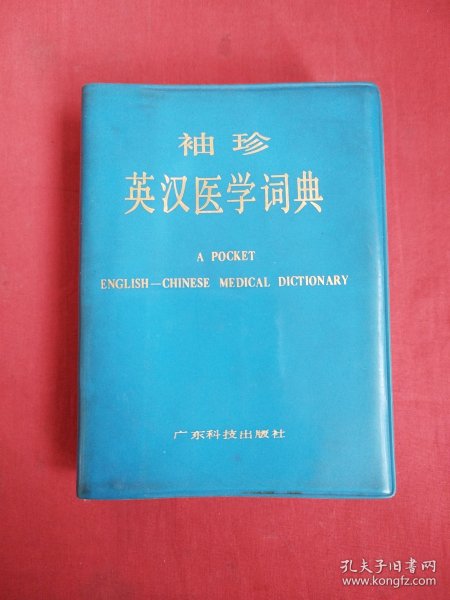 袖珍
英汉医学词典
A POCKET
ENGLISH—CHINESE MEDICAL DICTIONARY
广东科技出版社
孔夫子旧书网
www.kongfz.com